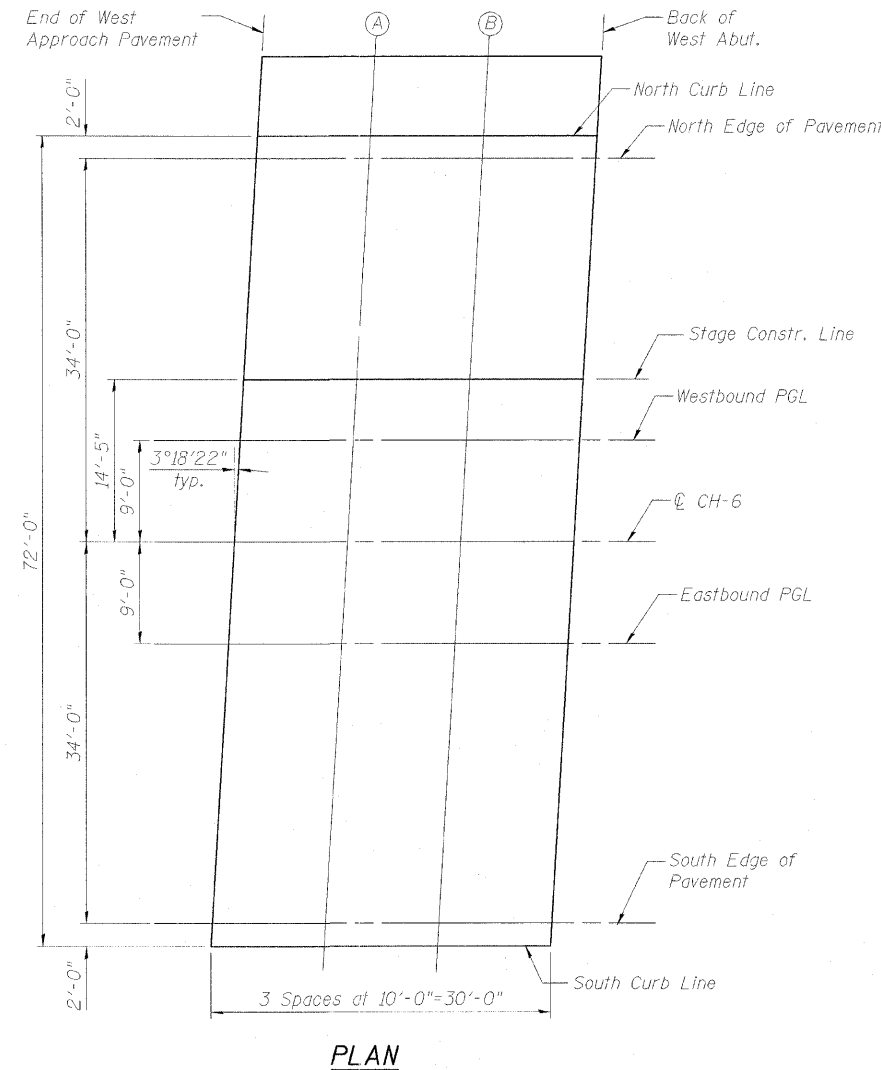 End of West
Approach Pavement
A
B
Back of
West Abut.
North Curb Line
North Edge of Pavement
2'-0"
34'-0"
Stage Constr. Line
Westbound PGL
14'-5"
9'-0"
3°18'22"
typ.
℄ CH-6
72'-0"
9'-0"
Eastbound PGL
34'-0"
South Edge of
Pavement
2'-0"
South Curb Line
3 Spaces at 10'-0"=30'-0"
PLAN